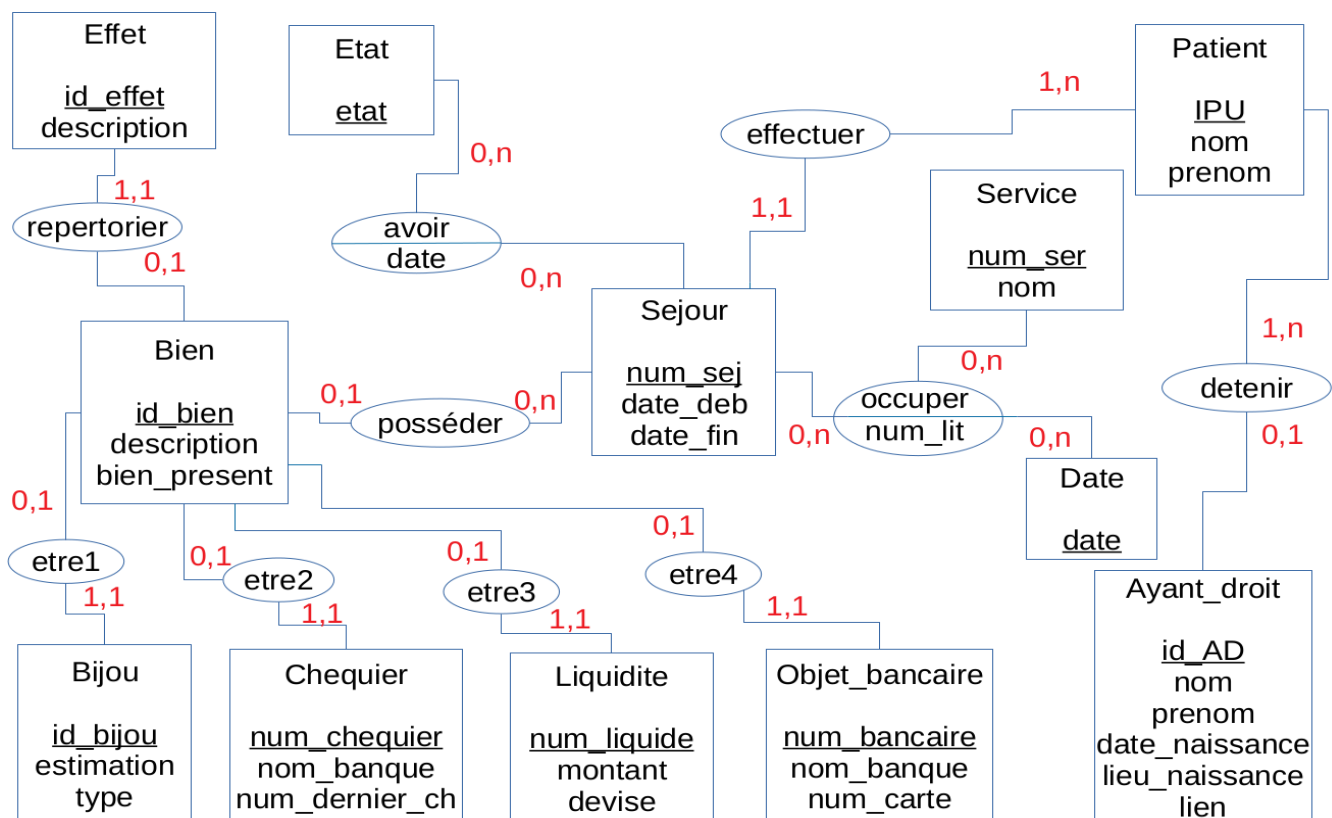 Effet
id_effet
description
Etat
etat
Patient
IPU
nom
prenom
1,n
effectuer
0,n
1,1
repertorier
0,1
avoir
date
0,n
1,1
Service
num_ser
nom
Sejour
num_sej
date_deb
date_fin
0,n
1,n
detenir
0,1
Bien
id_bien
description
bien_present
0,1
posséder
0,n
0,n
occuper
num_lit
0,n
Date
date
0,1
etre1
1,1
0,1
etre2
1,1
0,1
etre3
1,1
0,1
etre4
1,1
Bijou
id_bijou
estimation
type
Chequier
num_chequier
nom_banque
num_dernier_ch
Liquidite
num_liquide
montant
devise
Objet_bancaire
num_bancaire
nom_banque
num_carte
Ayant_droit
id_AD
nom
prenom
date_naissance
lieu_naissance
lien